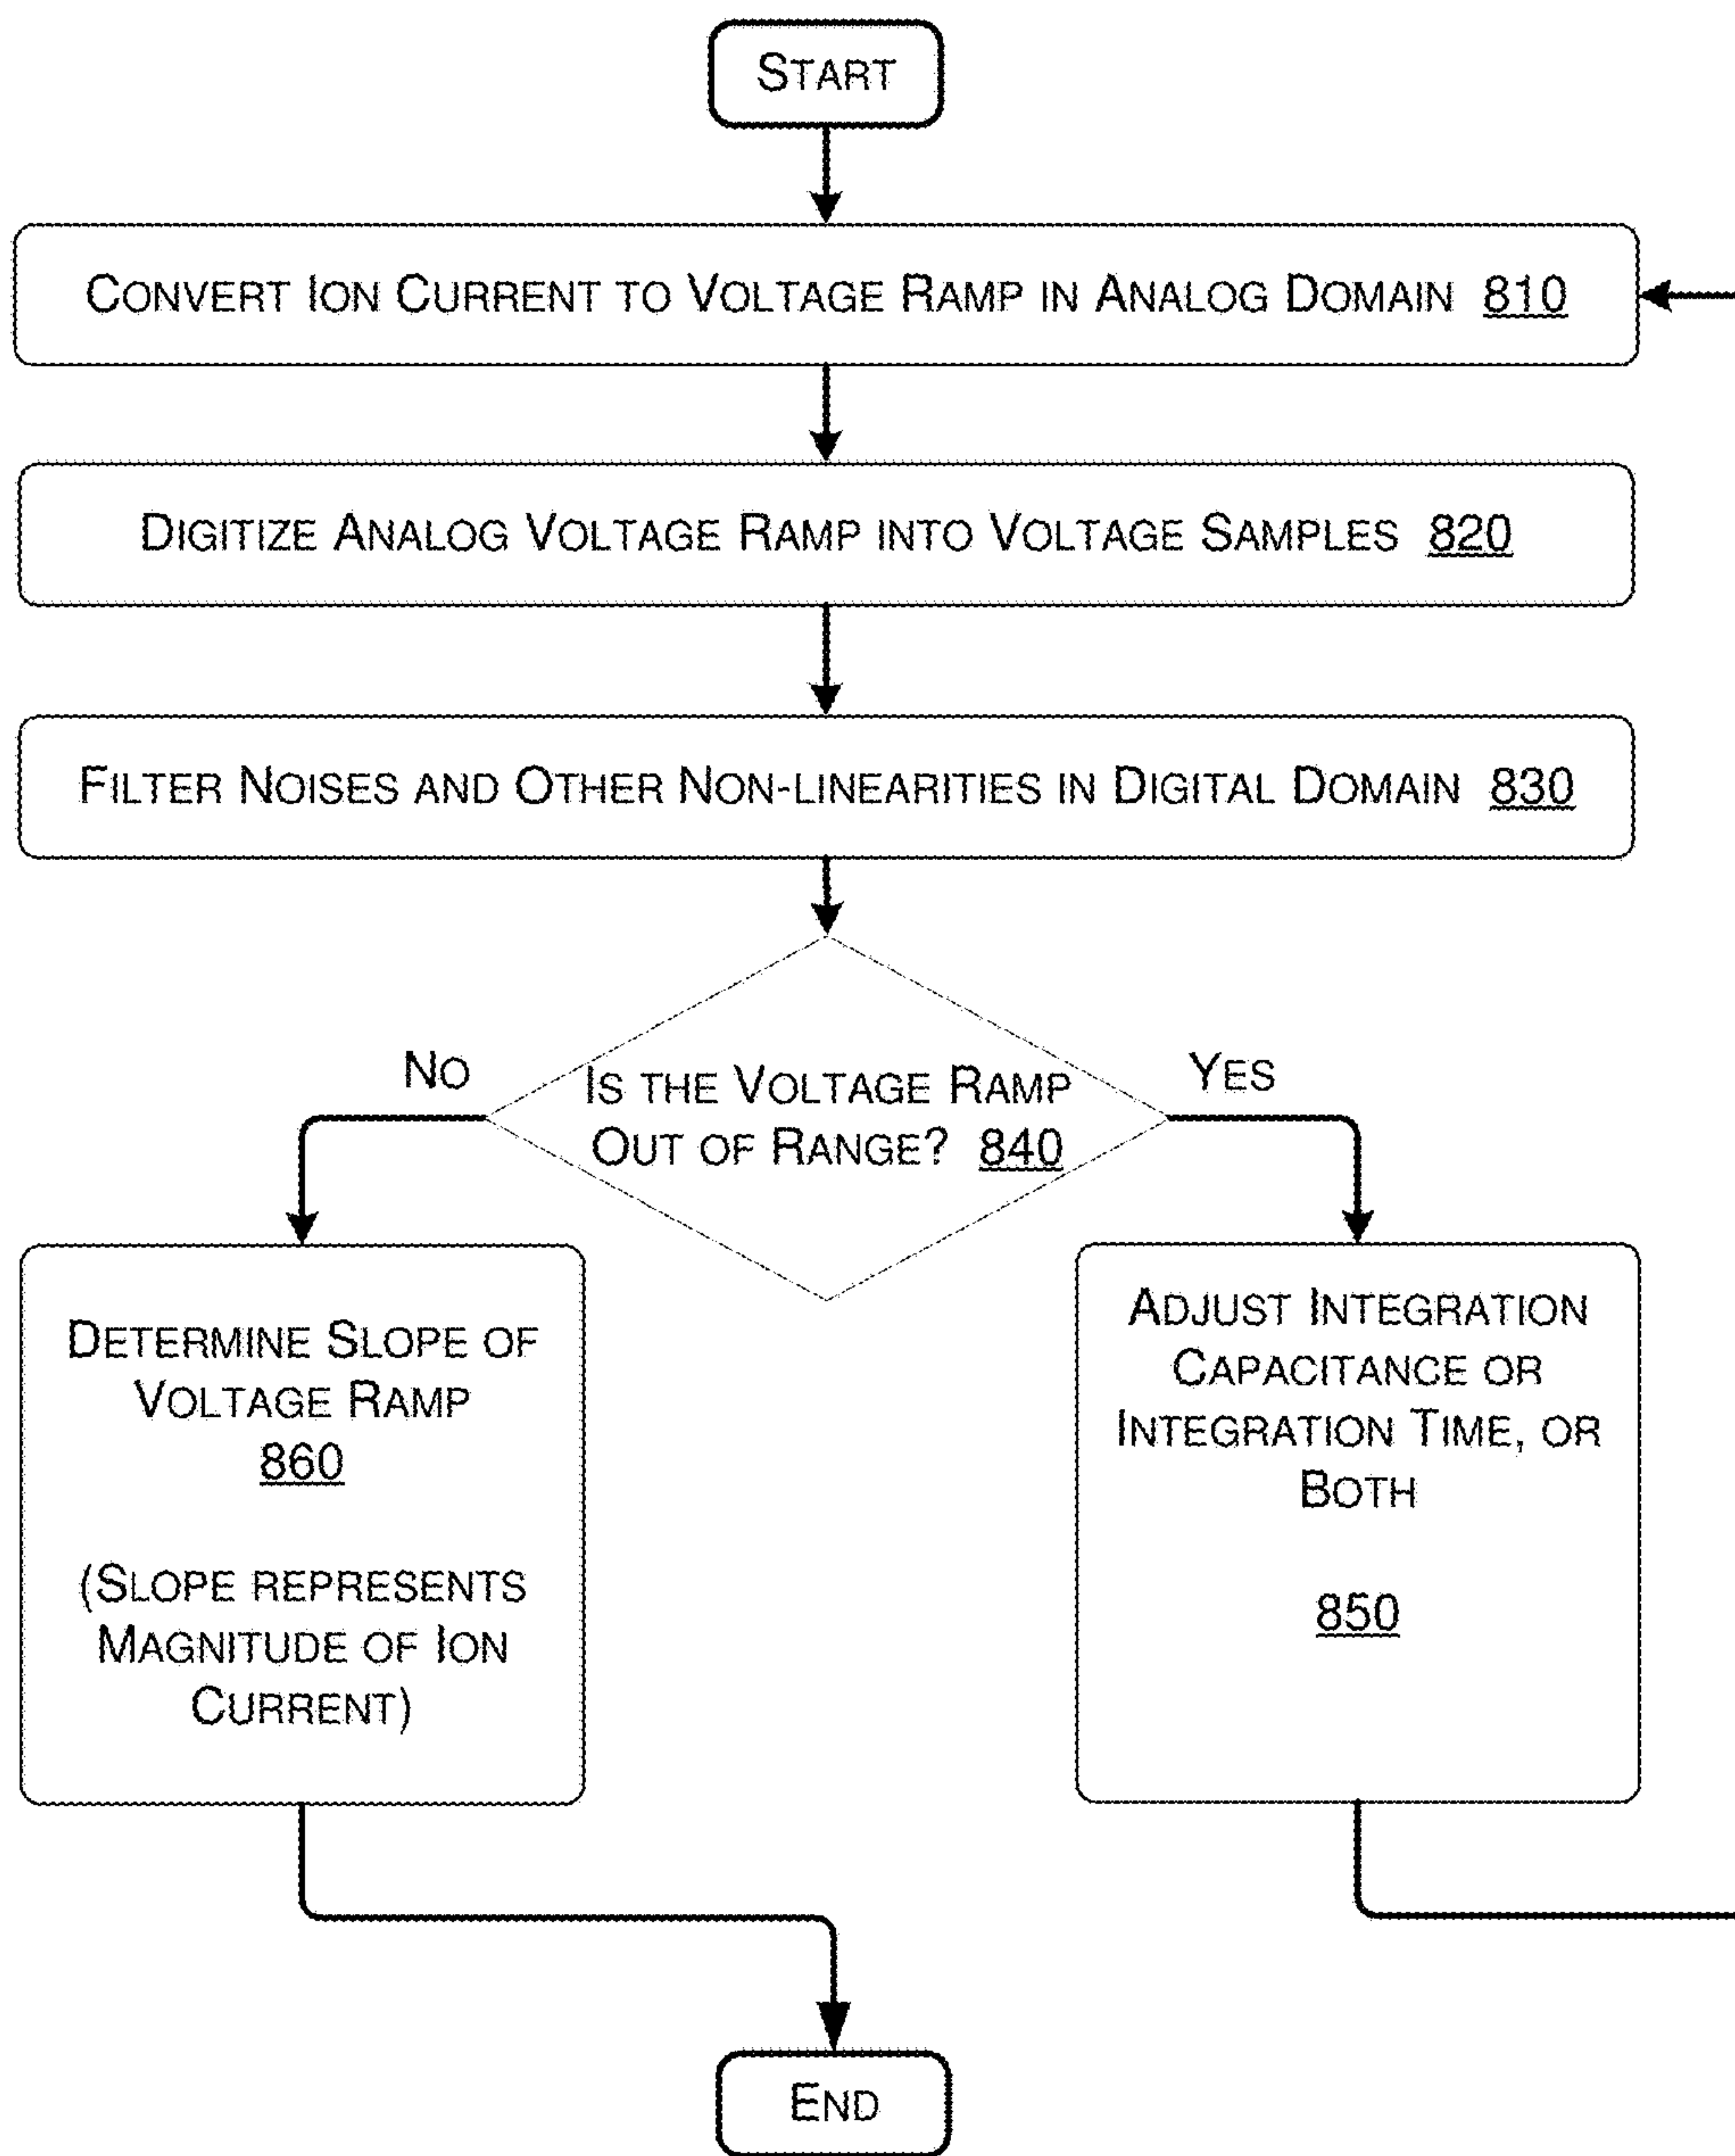 START
CONVERT ION CURRENT TO VOLTAGE RAMP IN ANALOG DOMAIN 810
DIGITIZE ANALOG VOLTAGE RAMP INTO VOLTAGE SAMPLES 820
FILTER NOISES AND OTHER NON-LINEARITIES IN DIGITAL DOMAIN 830
NO
YES
IS THE VOLTAGE RAMP
OUT OF RANGE? 840
DETERMINE SLOPE OF
VOLTAGE RAMP
860
(SLOPE REPRESENTS
MAGNITUDE OF ION
CURRENT)
ADJUST INTEGRATION
CAPACITANCE OR
INTEGRATION TIME, OR
BOTH
850
END